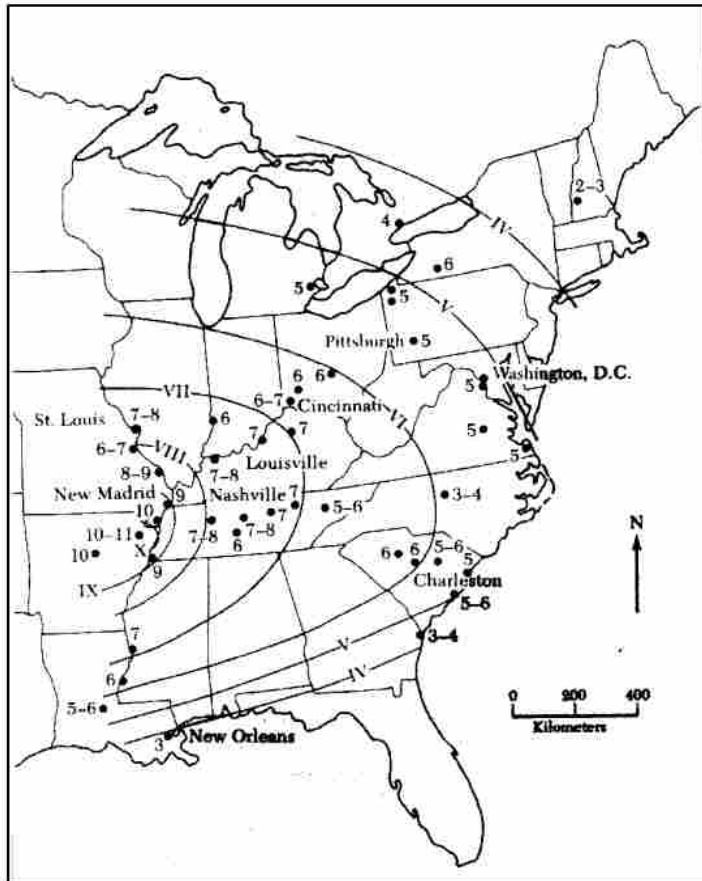 2–3
IV
4
6
5
5
V
Pittsburgh
5
6
6
Washington, D.C.
5
VII
6–7
Cincinnati
VI
St. Louis
7–8
6
7
7
5
6–7
VIII
Louisville
5
8–9
7–8
New Madrid
9
Nashville
7
5–6
3–4
N
10
7
10–11
7–8
7–8
6
10
X
6
6
5–6
5
9
Charleston
IX
5–6
7
V
3–4
6
IV
5–6
0
200
400
Kilometers
3
New Orleans